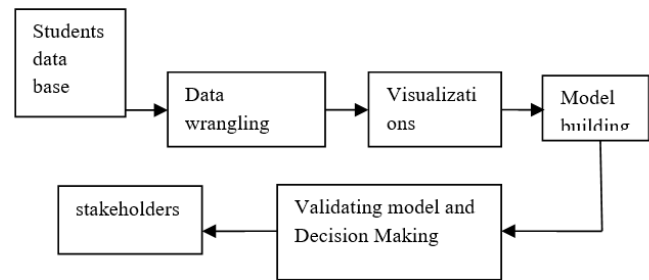 Students
data
base
Data
wrangling
Visualizati
ons
Model
building
stakeholders
Validating model and
Decision Making